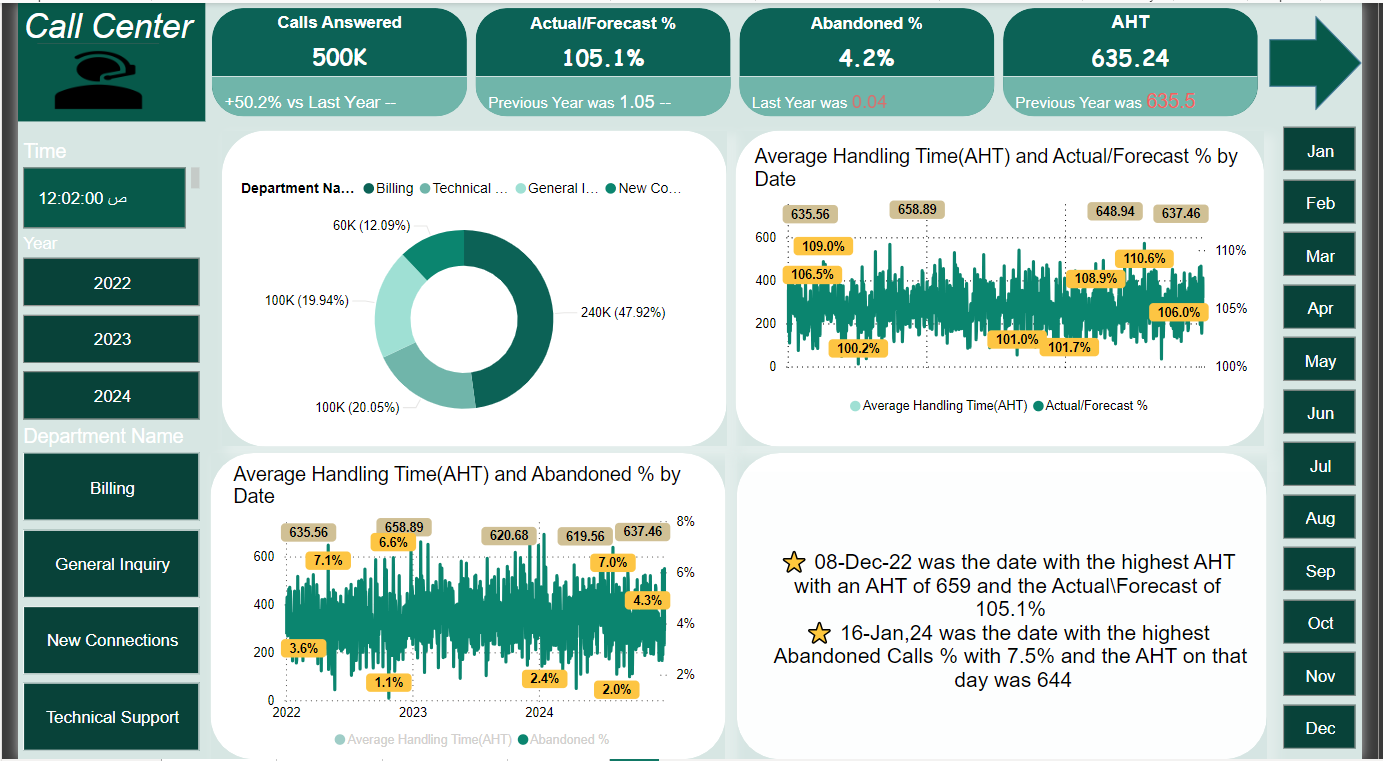 Call Center
Calls Answered
500K
+50.2% vs Last Year --
Actual/Forecast %
105.1%
Previous Year was 1.05 --
Abandoned %
4.2%
Last Year was 0.04
AHT
635.24
Previous Year was 635.5
Time
12:02:00 ص
Year
2022
2023
2024
Department Name
Billing
General Inquiry
New Connections
Technical Support
Department Na... Billing Technical ... General I... New Co...
60K (12.09%)
100K (19.94%)
240K (47.92%)
100K (20.05%)
Average Handling Time(AHT) and Actual/Forecast % by
Date
635.56 658.89 648.94 637.46
600
400
200
0
109.0%
106.5%
100.2%
101.0%
101.7%
108.9%
110.6%
106.0%
110%
105%
100%
Average Handling Time(AHT) Actual/Forecast %
Average Handling Time(AHT) and Abandoned % by
Date
635.56 658.89 620.68 619.56 637.46
600
400
200
0
7.1%
6.6%
7.0%
4.3%
3.6%
1.1%
2.4%
2.0%
8%
6%
4%
2%
2022 2023 2024
Average Handling Time(AHT) Abandoned %
08-Dec-22 was the date with the highest AHT
with an AHT of 659 and the Actual\Forecast of
105.1%
16-Jan,24 was the date with the highest
Abandoned Calls % with 7.5% and the AHT on that
day was 644
Jan
Feb
Mar
Apr
May
Jun
Jul
Aug
Sep
Oct
Nov
Dec